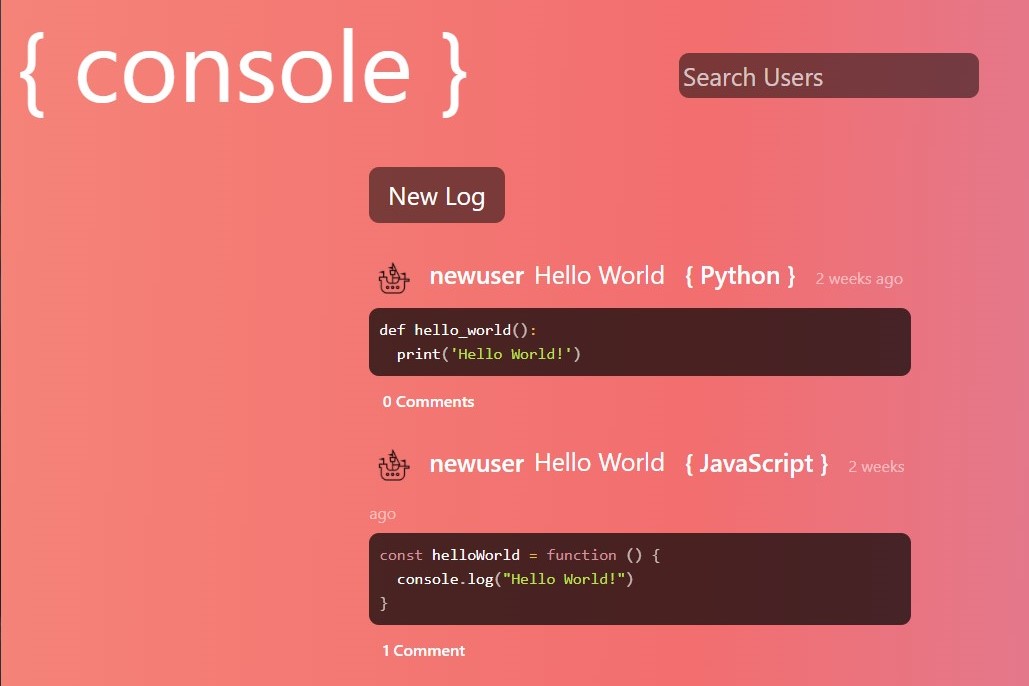 { console }
Search Users
New Log
newuser Hello World { Python } 2 weeks ago
def hello_world():
  print('Hello World!')
0 Comments
newuser Hello World { JavaScript } 2 weeks
ago
const helloWorld = function () {
  console.log("Hello World!")
}
1 Comment